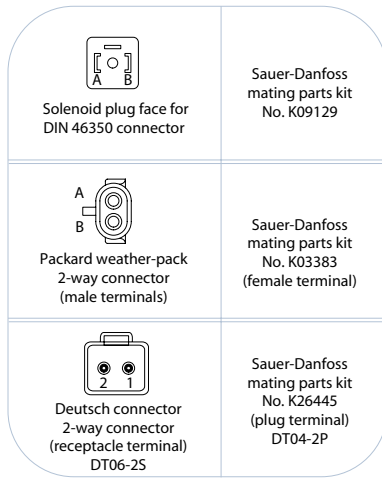 A B
Solenoid plug face for
DIN 46350 connector
Sauer-Danfoss
mating parts kit
No. K09129
A
B
Packard weather-pack
2-way connector
(male terminals)
Sauer-Danfoss
mating parts kit
No. K03383
(female terminal)
2 1
Deutsch connector
2-way connector
(receptacle terminal)
DT06-2S
Sauer-Danfoss
mating parts kit
No. K26445
(plug terminal)
DT04-2P